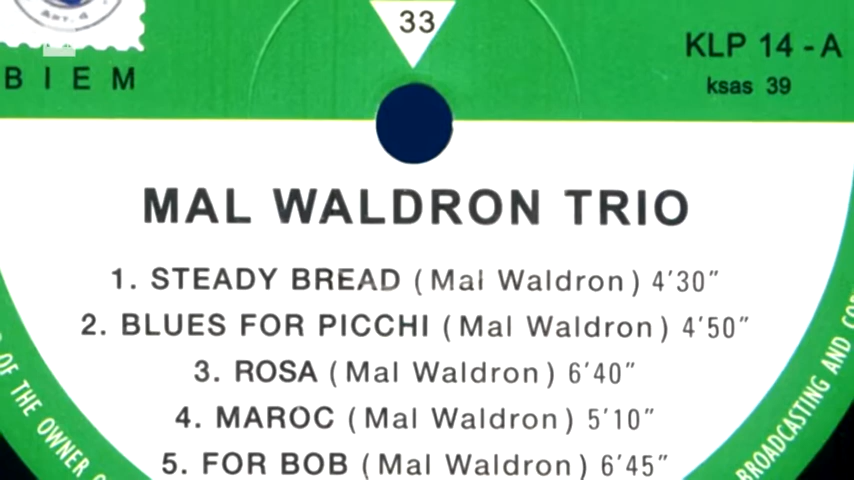 ART. 4
33
KLP 14 - A
BIEM
ksas 39
MAL WALDRON TRIO
1. STEADY BREAD (Mal Waldron) 4'30"
2. BLUES FOR PICCHI (Mal Waldron) 4'50"
3. ROSA (Mal Waldron) 6'40"
4. MAROC (Mal Waldron) 5'10"
5. FOR BOB (Mal Waldron) 6'45"
OF THE OWNER
BROADCASTING AND